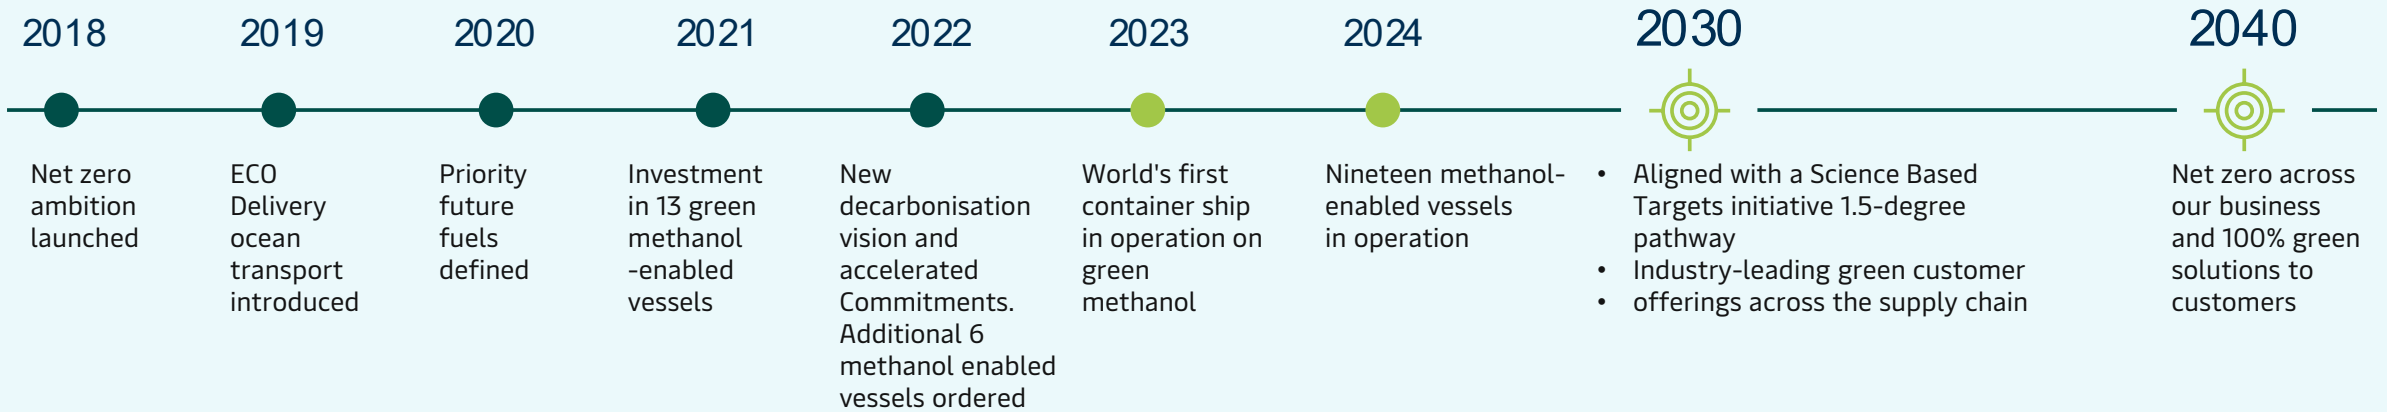 2018
Net zero
ambition
launched
2019
ECO
Delivery
ocean
transport
introduced
2020
Priority
future
fuels
defined
2021
Investment
in 13 green
methanol
-enabled
vessels
2022
New
decarbonisation
vision and
accelerated
Commitments.
Additional 6
methanol enabled
vessels ordered
2023
World's first
container ship
in operation on
green
methanol
2024
Nineteen methanol-
enabled vessels
in operation
2030
• Aligned with a Science Based
Targets initiative 1.5-degree
pathway
• Industry-leading green customer
• offerings across the supply chain
2040
Net zero across
our business
and 100% green
solutions to
customers